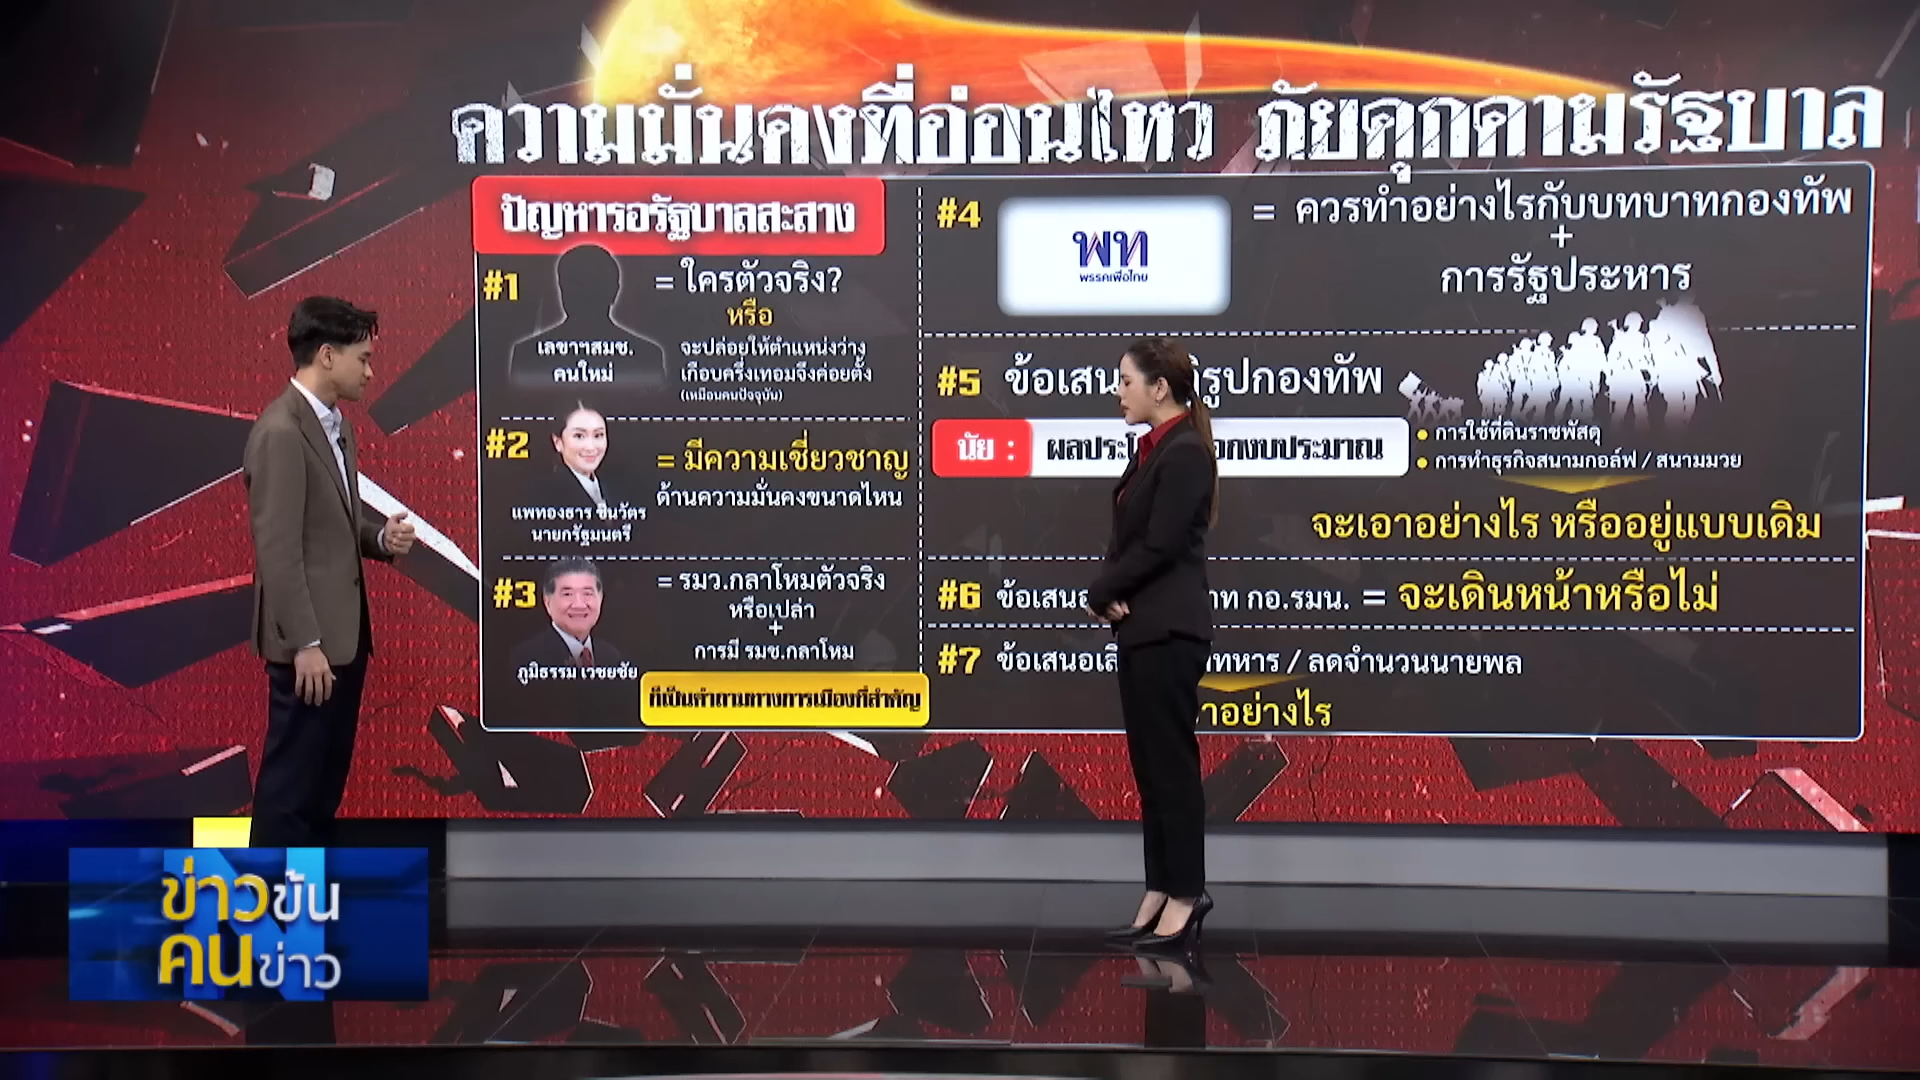 ความมั่นคงที่อ่อนไหว ภัยคุกคามรัฐบาล
ปัญหารอรัฐบาลสะสาง
#1
= ใครตัวจริง?
หรือ
เลขาฯสมช.
คนใหม่
จะปล่อยให้ตำแหน่งว่าง
เกือบครึ่งเทอมจึงค่อยตั้ง
(เหมือนคนปัจจุบัน)
#2
= มีความเชี่ยวชาญ
ด้านความมั่นคงขนาดไหน
แพทองธาร ชินวัตร
นายกรัฐมนตรี
#3
= รมว.กลาโหมตัวจริง
หรือเปล่า
+
การมี รมช.กลาโหม
ภูมิธรรม เวชยชัย
ก็เป็นคำถามทางการเมืองที่สำคัญ
#4
พท
พรรคเพื่อไทย
= ควรทำอย่างไรกับบทบาทกองทัพ
+
การรัฐประหาร
#5 ข้อเสน รูปกองทัพ
นัย : ผลประโ อกงบประมาณ
การใช้ที่ดินราชพัสดุ
การทำธุรกิจสนามกอล์ฟ / สนามมวย
จะเอาอย่างไร หรืออยู่แบบเดิม
#6 ข้อเสนอ าท กอ.รมน. = จะเดินหน้าหรือไม่
#7 ข้อเสนอเลิ ทหาร / ลดจำนวนนายพล
าอย่างไร
ข่าวข้น
คนข่าว